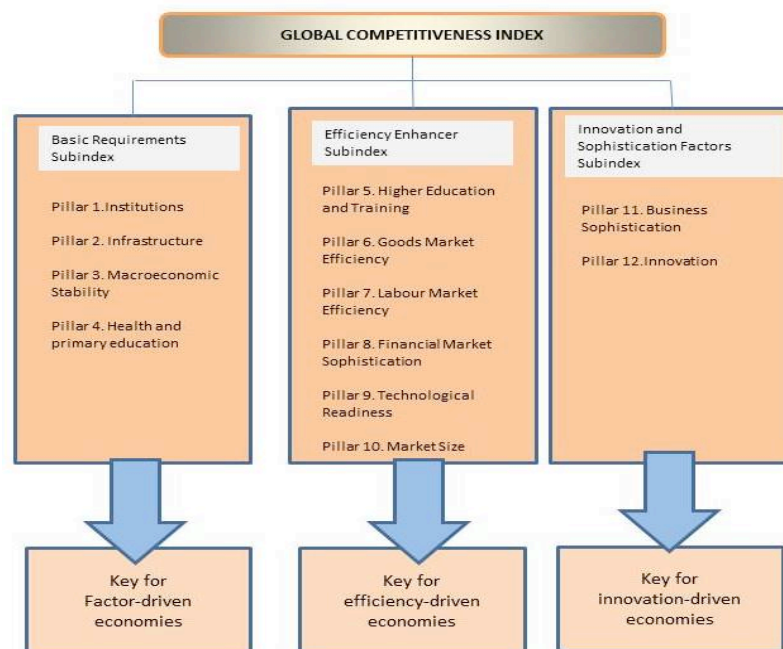 GLOBAL COMPETITIVENESS INDEX
Basic Requirements
Subindex
Pillar 1.Institutions
Pillar 2. Infrastructure
Pillar 3. Macroeconomic
Stability
Pillar 4. Health and
primary education
Key for
Factor-driven
economies
Efficiency Enhancer
Subindex
Pillar 5. Higher Education
and Training
Pillar 6. Goods Market
Efficiency
Pillar 7. Labour Market
Efficiency
Pillar 8. Financial Market
Sophistication
Pillar 9. Technological
Readiness
Pillar 10. Market Size
Key for
efficiency-driven
economies
Innovation and
Sophistication Factors
Subindex
Pillar 11. Business
Sophistication
Pillar 12.Innovation
Key for
innovation-driven
economies